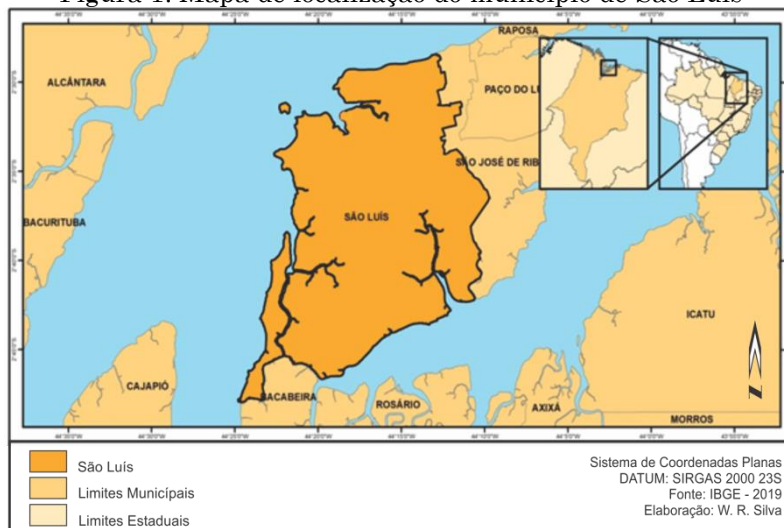 Figura 1. Mapa de localização do município de São Luís
RAPOSA
ALCÂNTARA
PAÇO DO LU
SÃO JOSÉ DE RIB
BACURITUBA
SÃO LUÍS
ICATU
CAJAPIÓ
BACABEIRA
ROSÁRIO
AXIXÁ
MORROS
São Luís
Limites Municípais
Limites Estaduais
Sistema de Coordenadas Planas
DATUM: SIRGAS 2000 23S
Fonte: IBGE - 2019
Elaboração: W. R. Silva